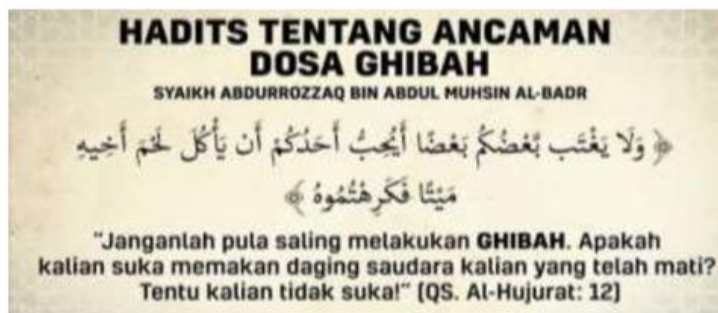 HADITS TENTANG ANCAMAN
DOSA GHIBAH
SYAIKH ABDURROZZAQ BIN ABDUL MUHSIN AL-BADR
﴿ وَلَا يَغْتَب بَّعْضُكُم بَعْضًا أَيُحِبُّ أَحَدُكُمْ أَن يَأْكُلَ لَحْمَ أَخِيهِ
مَيْتًا فَكَرِهْتُمُوهُ ﴾
"Janganlah pula saling melakukan GHIBAH. Apakah
kalian suka memakan daging saudara kalian yang telah mati?
Tentu kalian tidak suka!" (QS. Al-Hujurat: 12)